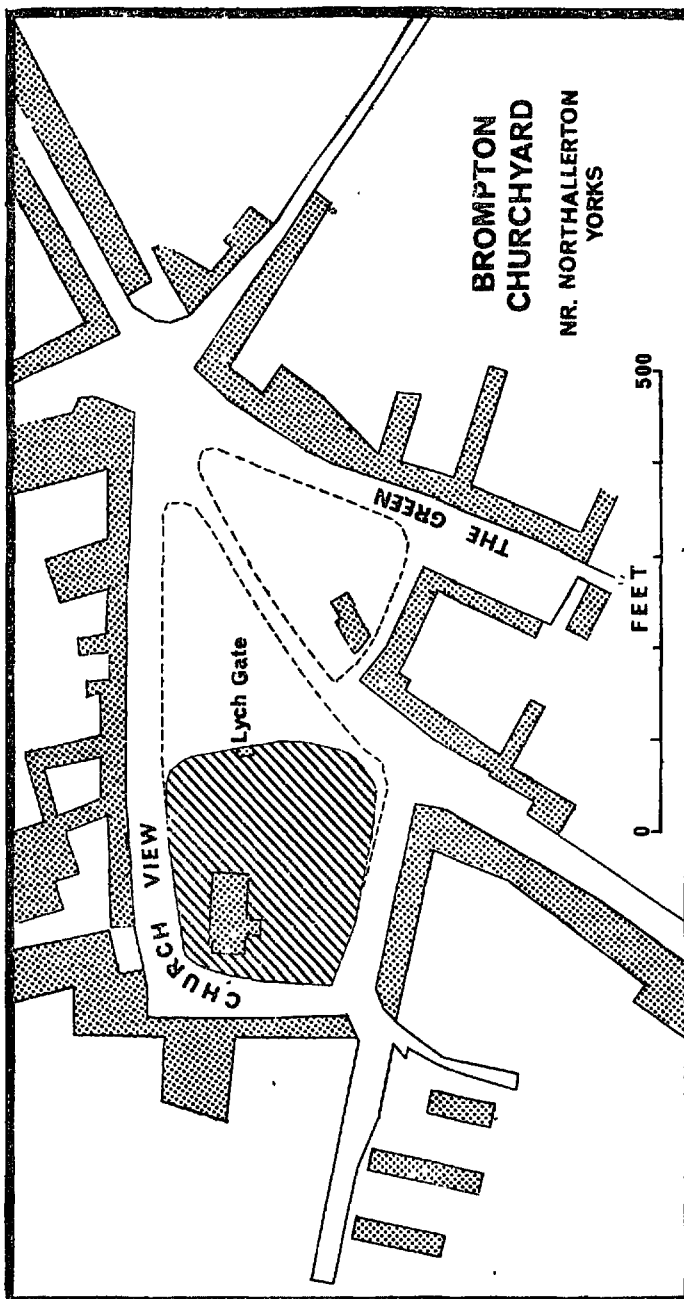 BROMPTON
CHURCHYARD
NR. NORTHALLERTON
YORKS
CHURCH VIEW
Lych Gate
THE GREEN
0 FEET 500